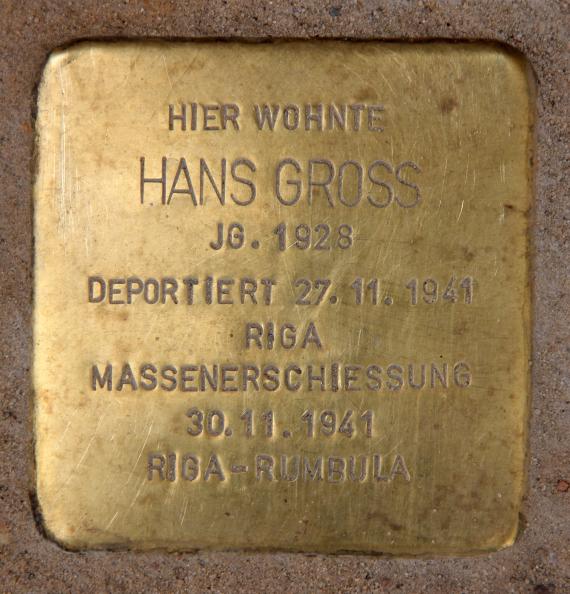 HIER WOHNTE
HANS GROSS
JG. 1928
DEPORTIERT 27.11.1941
RIGA
MASSENERSCHIESSUNG
30.11.1941
RIGA-RUMBULA